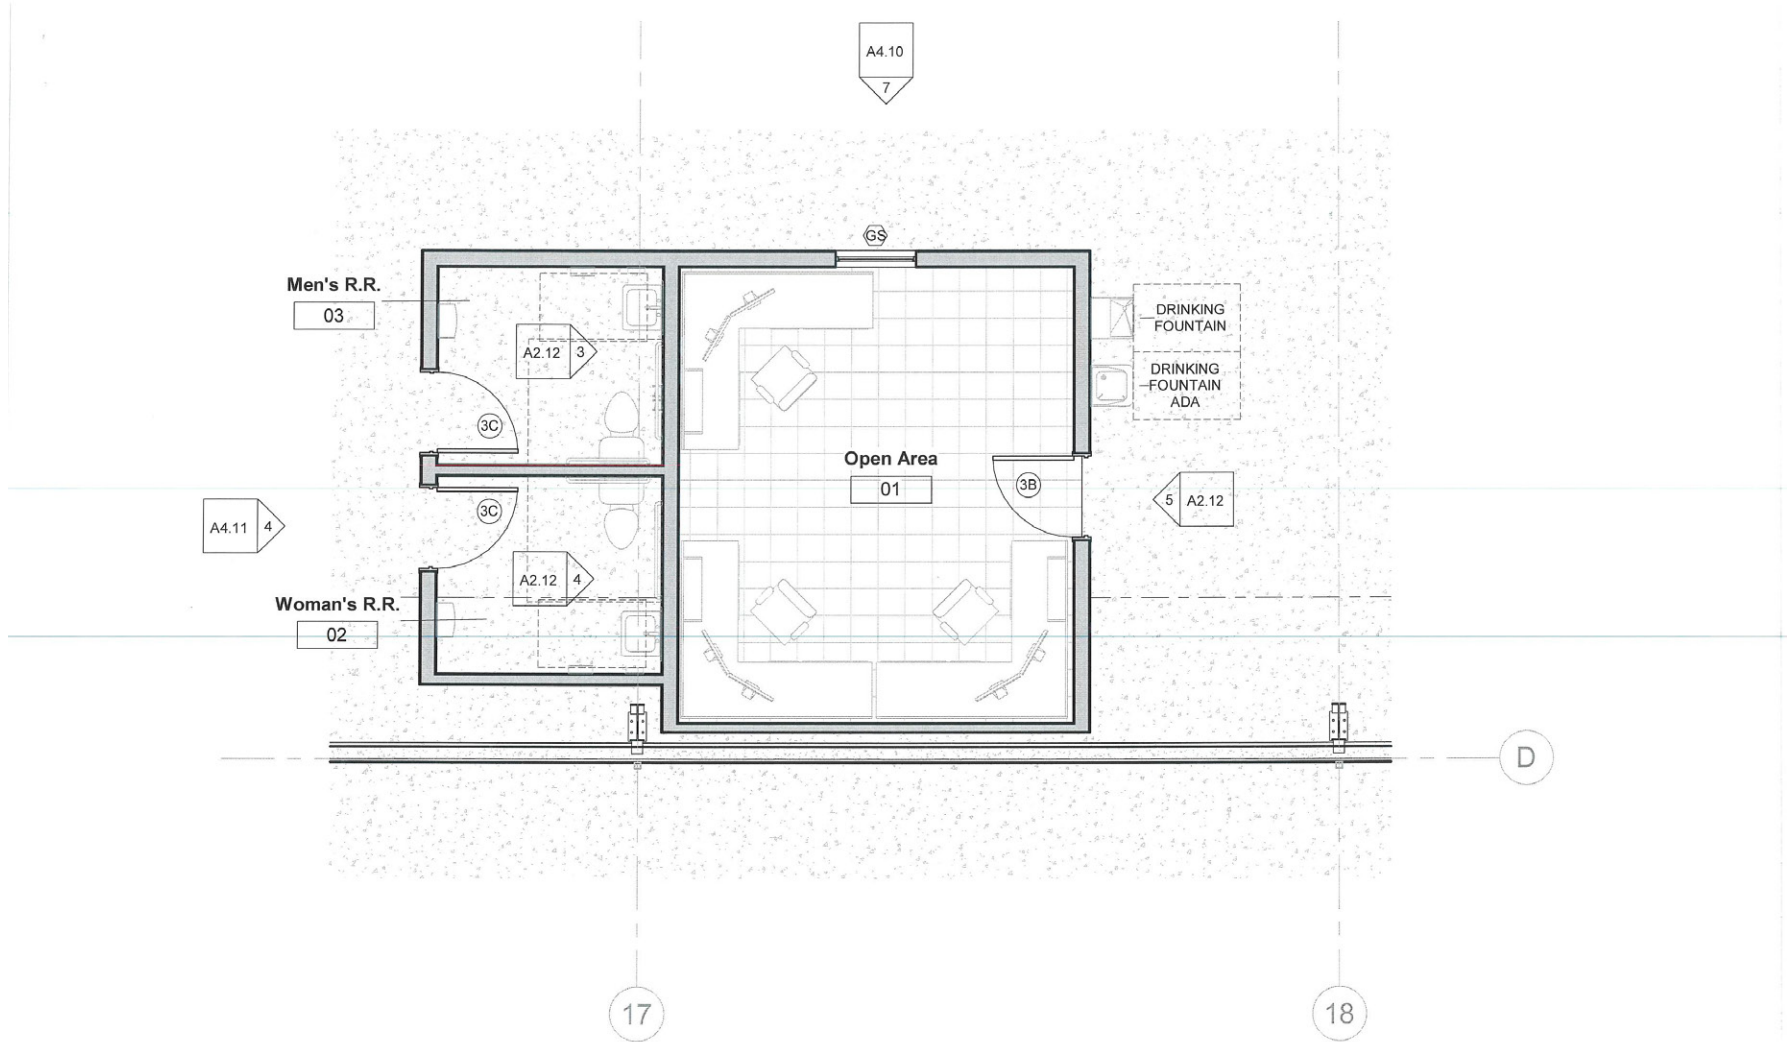 A4.10
7
GS
Men's R.R.
03
DRINKING
FOUNTAIN
A2.12 3
DRINKING
FOUNTAIN
ADA
3C
Open Area
01
3B
5 A2.12
3C
A4.11 4
A2.12 4
Woman's R.R.
02
D
17
18